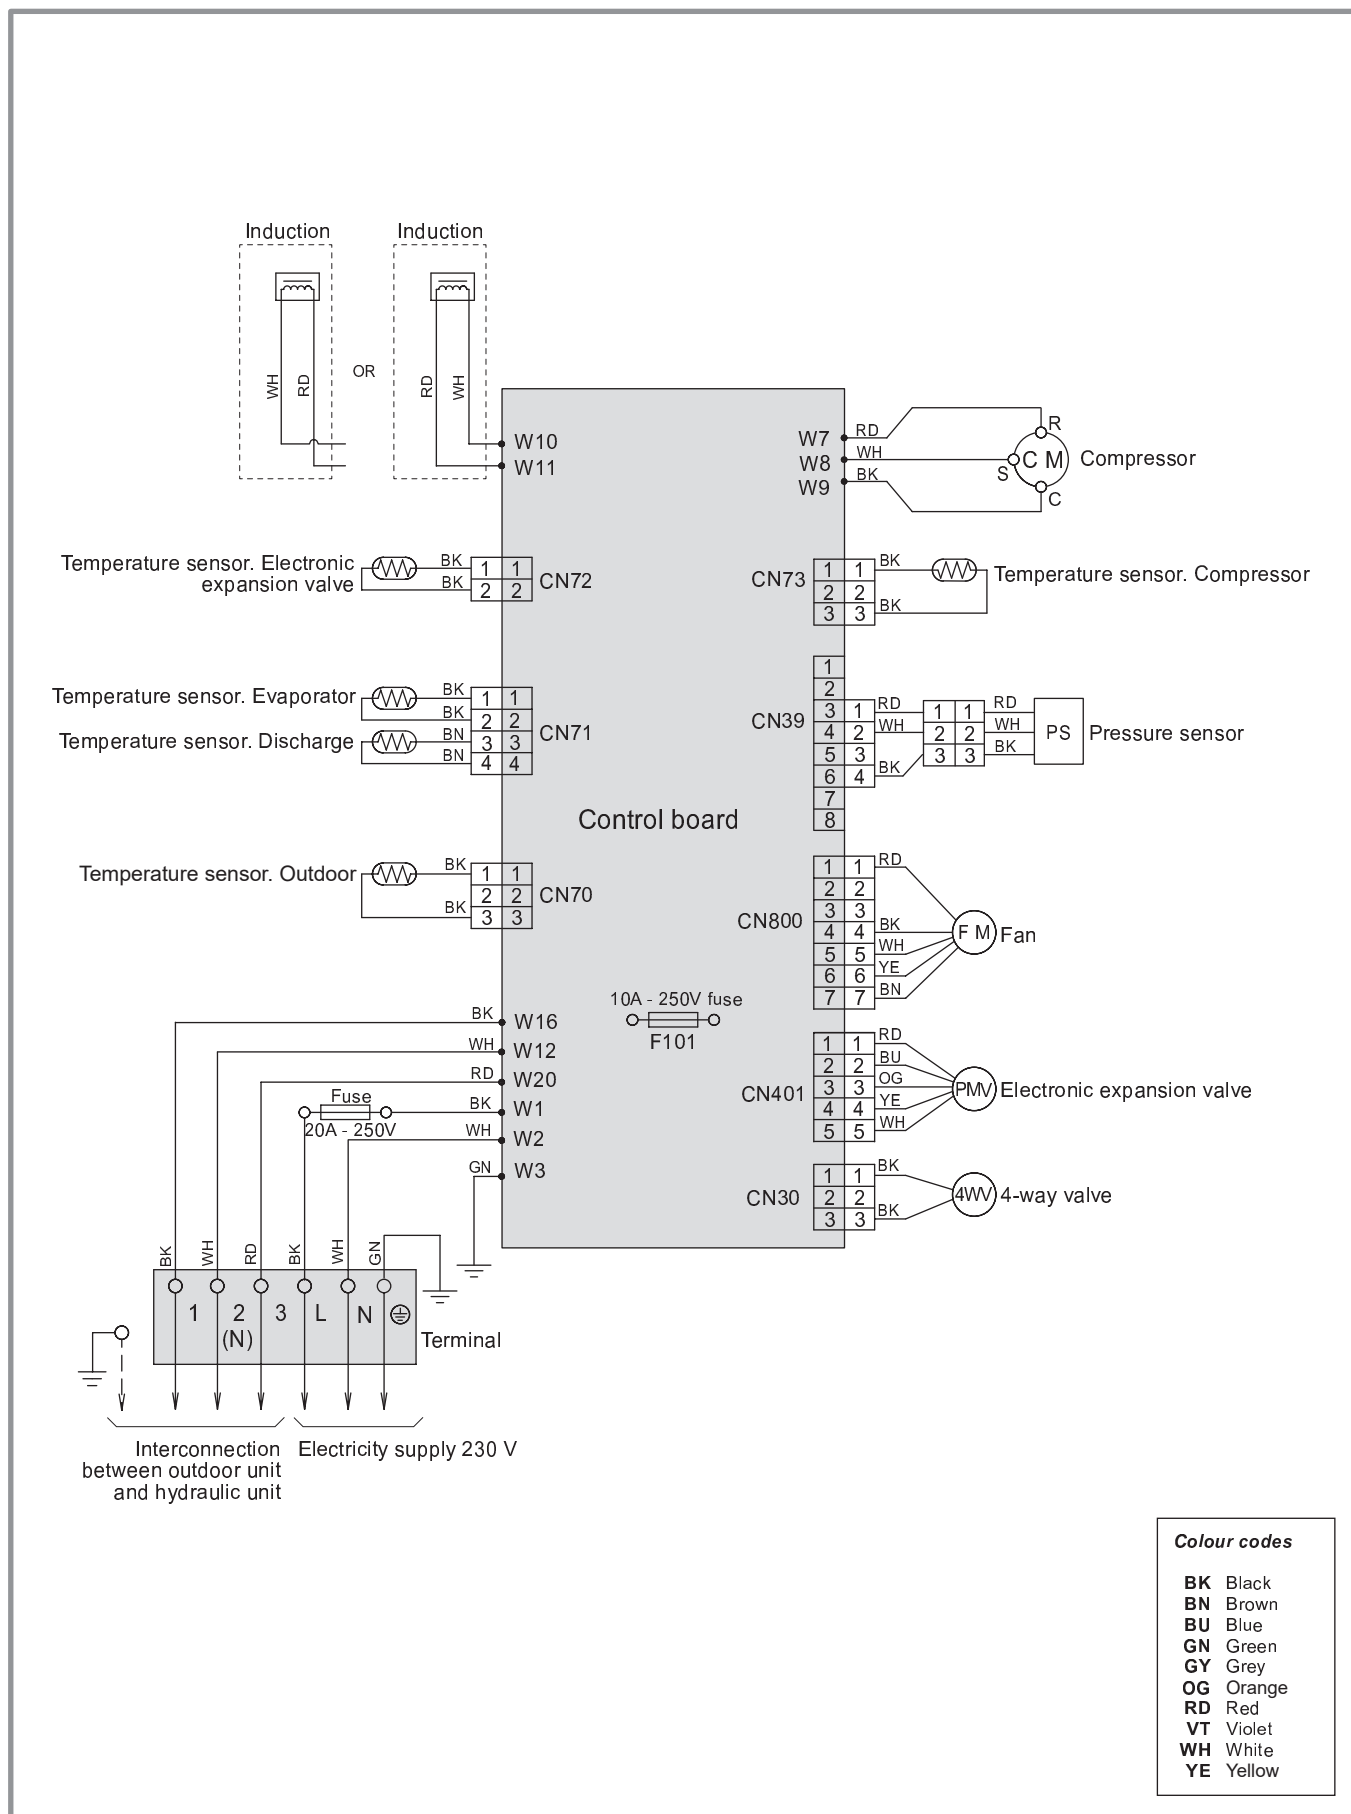 Induction
Induction
WH
RD
OR
RD
WH
W10
W11
W7
W8
W9
RD
WH
BK
R
S
C M
C
Compressor
Temperature sensor. Electronic
expansion valve
BK
BK
1 1
2 2
CN72
CN73
1 1
2 2
3 3
BK
BK
Temperature sensor. Compressor
Temperature sensor. Evaporator
Temperature sensor. Discharge
BK
BK
BN
BN
1 1
2 2
3 3
4 4
CN71
CN39
1
2
3 1
4 2
5 3
6 4
7
8
RD
WH
BK
1 1
2 2
3 3
RD
WH
BK
PS
Pressure sensor
Control board
Temperature sensor. Outdoor
BK
BK
1 1
2 2
3 3
CN70
CN800
1 1
2 2
3 3
4 4
5 5
6 6
7 7
RD
BK
WH
YE
BN
F M
Fan
10A - 250V fuse
F101
BK
W16
WH
W12
RD
W20
Fuse
20A - 250V
BK
W1
WH
W2
GN
W3
CN401
1 1
2 2
3 3
4 4
5 5
RD
BU
OG
YE
WH
PMV
Electronic expansion valve
CN30
1 1
2 2
3 3
BK
BK
4WV
4-way valve
BK
WH
RD
BK
WH
GN
1
2
(N)
3
L
N
Terminal
Interconnection
between outdoor unit
and hydraulic unit
Electricity supply 230 V
Colour codes
BK Black
BN Brown
BU Blue
GN Green
GY Grey
OG Orange
RD Red
VT Violet
WH White
YE Yellow